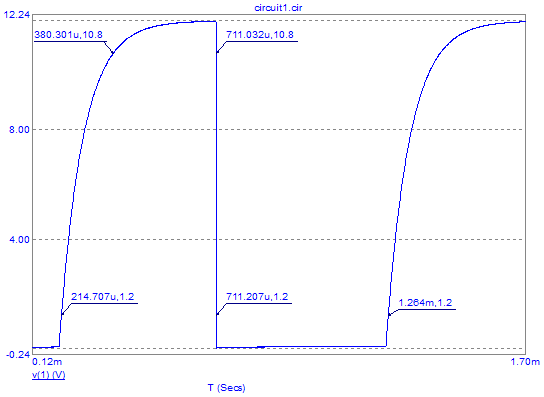 circuit1.cir
12.24
380.301u,10.8 711.032u,10.8
8.00
4.00
214.707u,1.2 711.207u,1.2 1.264m,1.2
-0.24
0.12m 1.70m
v(1) (V)
T (Secs)